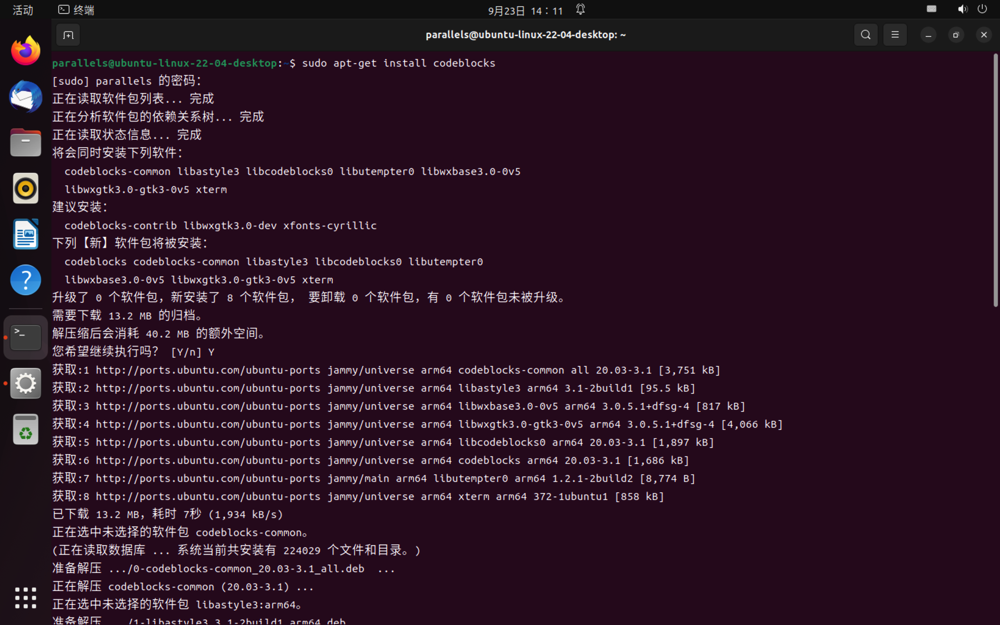 活动 终端 9月23日 14：11
parallels@ubuntu-linux-22-04-desktop: ~
parallels@ubuntu-linux-22-04-desktop:~$ sudo apt-get install codeblocks
[sudo] parallels 的密码：
正在读取软件包列表... 完成
正在分析软件包的依赖关系树... 完成
正在读取状态信息... 完成
将会同时安装下列软件：
  codeblocks-common libastyle3 libcodeblocks0 libutempter0 libwxbase3.0-0v5
  libwxgtk3.0-gtk3-0v5 xterm
建议安装：
  codeblocks-contrib libwxgtk3.0-dev xfonts-cyrillic
下列【新】软件包将被安装：
  codeblocks codeblocks-common libastyle3 libcodeblocks0 libutempter0
  libwxbase3.0-0v5 libwxgtk3.0-gtk3-0v5 xterm
升级了 0 个软件包，新安装了 8 个软件包， 要卸载 0 个软件包，有 0 个软件包未被升级。
需要下载 13.2 MB 的归档。
解压缩后会消耗 40.2 MB 的额外空间。
您希望继续执行吗？ [Y/n] Y
获取:1 http://ports.ubuntu.com/ubuntu-ports jammy/universe arm64 codeblocks-common all 20.03-3.1 [3,751 kB]
获取:2 http://ports.ubuntu.com/ubuntu-ports jammy/universe arm64 libastyle3 arm64 3.1-2build1 [95.5 kB]
获取:3 http://ports.ubuntu.com/ubuntu-ports jammy/universe arm64 libwxbase3.0-0v5 arm64 3.0.5.1+dfsg-4 [817 kB]
获取:4 http://ports.ubuntu.com/ubuntu-ports jammy/universe arm64 libwxgtk3.0-gtk3-0v5 arm64 3.0.5.1+dfsg-4 [4,066 kB]
获取:5 http://ports.ubuntu.com/ubuntu-ports jammy/universe arm64 libcodeblocks0 arm64 20.03-3.1 [1,897 kB]
获取:6 http://ports.ubuntu.com/ubuntu-ports jammy/universe arm64 codeblocks arm64 20.03-3.1 [1,686 kB]
获取:7 http://ports.ubuntu.com/ubuntu-ports jammy/main arm64 libutempter0 arm64 1.2.1-2build2 [8,774 B]
获取:8 http://ports.ubuntu.com/ubuntu-ports jammy/universe arm64 xterm arm64 372-1ubuntu1 [858 kB]
已下载 13.2 MB，耗时 7秒 (1,934 kB/s)
正在选中未选择的软件包 codeblocks-common。
(正在读取数据库 ... 系统当前共安装有 224029 个文件和目录。)
准备解压 .../0-codeblocks-common_20.03-3.1_all.deb  ...
正在解压 codeblocks-common (20.03-3.1) ...
正在选中未选择的软件包 libastyle3:arm64。
准备解压 .../1-libastyle3_3.1-2build1_arm64.deb